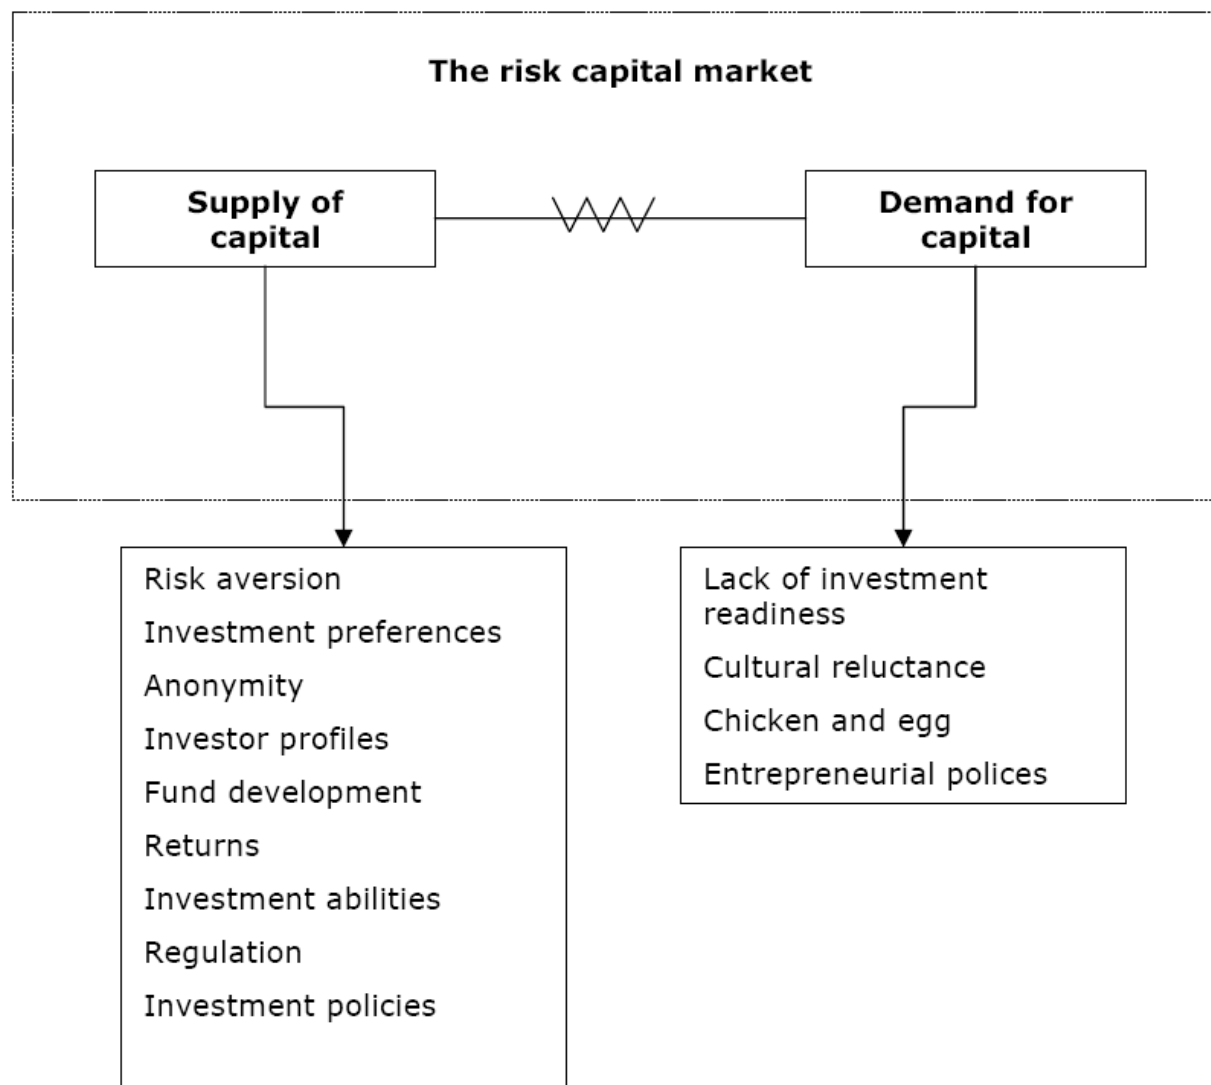 The risk capital market
Supply of
capital
Demand for
capital
Risk aversion
Investment preferences
Anonymity
Investor profiles
Fund development
Returns
Investment abilities
Regulation
Investment policies
Lack of investment
readiness
Cultural reluctance
Chicken and egg
Entrepreneurial polices